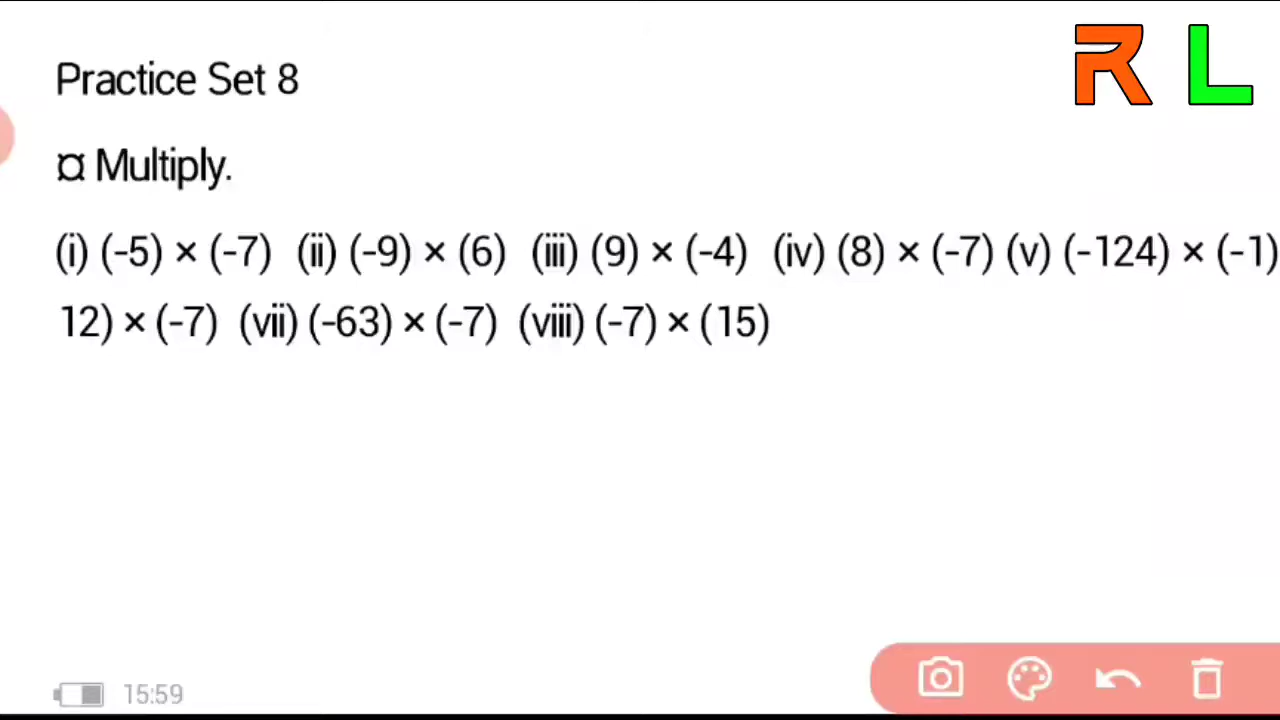 R L
Practice Set 8
¤ Multiply.
(i) (-5) × (-7) (ii) (-9) × (6) (iii) (9) × (-4) (iv) (8) × (-7) (v) (-124) × (-1)
12) × (-7) (vii) (-63) × (-7) (viii) (-7) × (15)
15:59